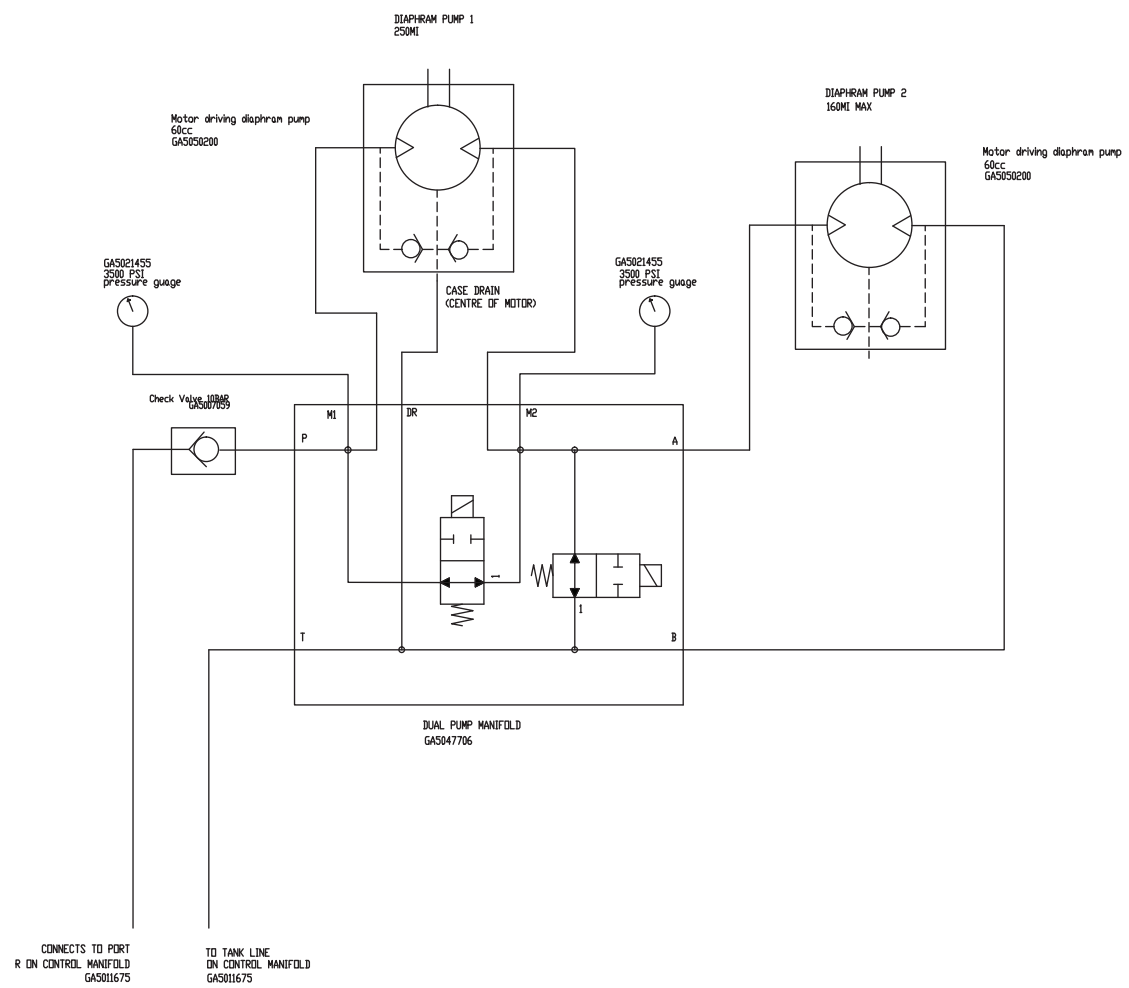 DIAPHRAM PUMP 1
250MI
DIAPHRAM PUMP 2
160MI MAX
Motor driving diaphram pump
60cc
GA5050200
Motor driving diaphram pump
60cc
GA5050200
GA5021455
3500 PSI
pressure guage
GA5021455
3500 PSI
pressure guage
CASE DRAIN
(CENTRE OF MOTOR)
Check Valve 10BAR
GA5007059
M1
DR
M2
P
A
1
1
T
B
DUAL PUMP MANIFOLD
GA5047706
CONNECTS TO PORT
R ON CONTROL MANIFOLD
GA5011675
TO TANK LINE
ON CONTROL MANIFOLD
GA5011675